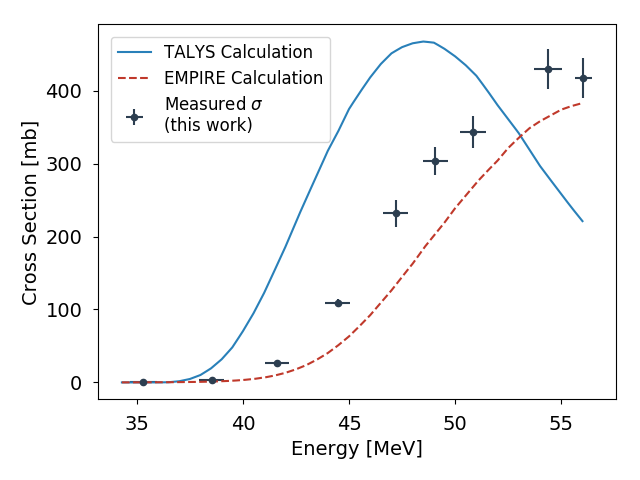 TALYS Calculation
EMPIRE Calculation
Measured σ
(this work)
Cross Section [mb]
400
300
200
100
0
35 40 45 50 55
Energy [MeV]